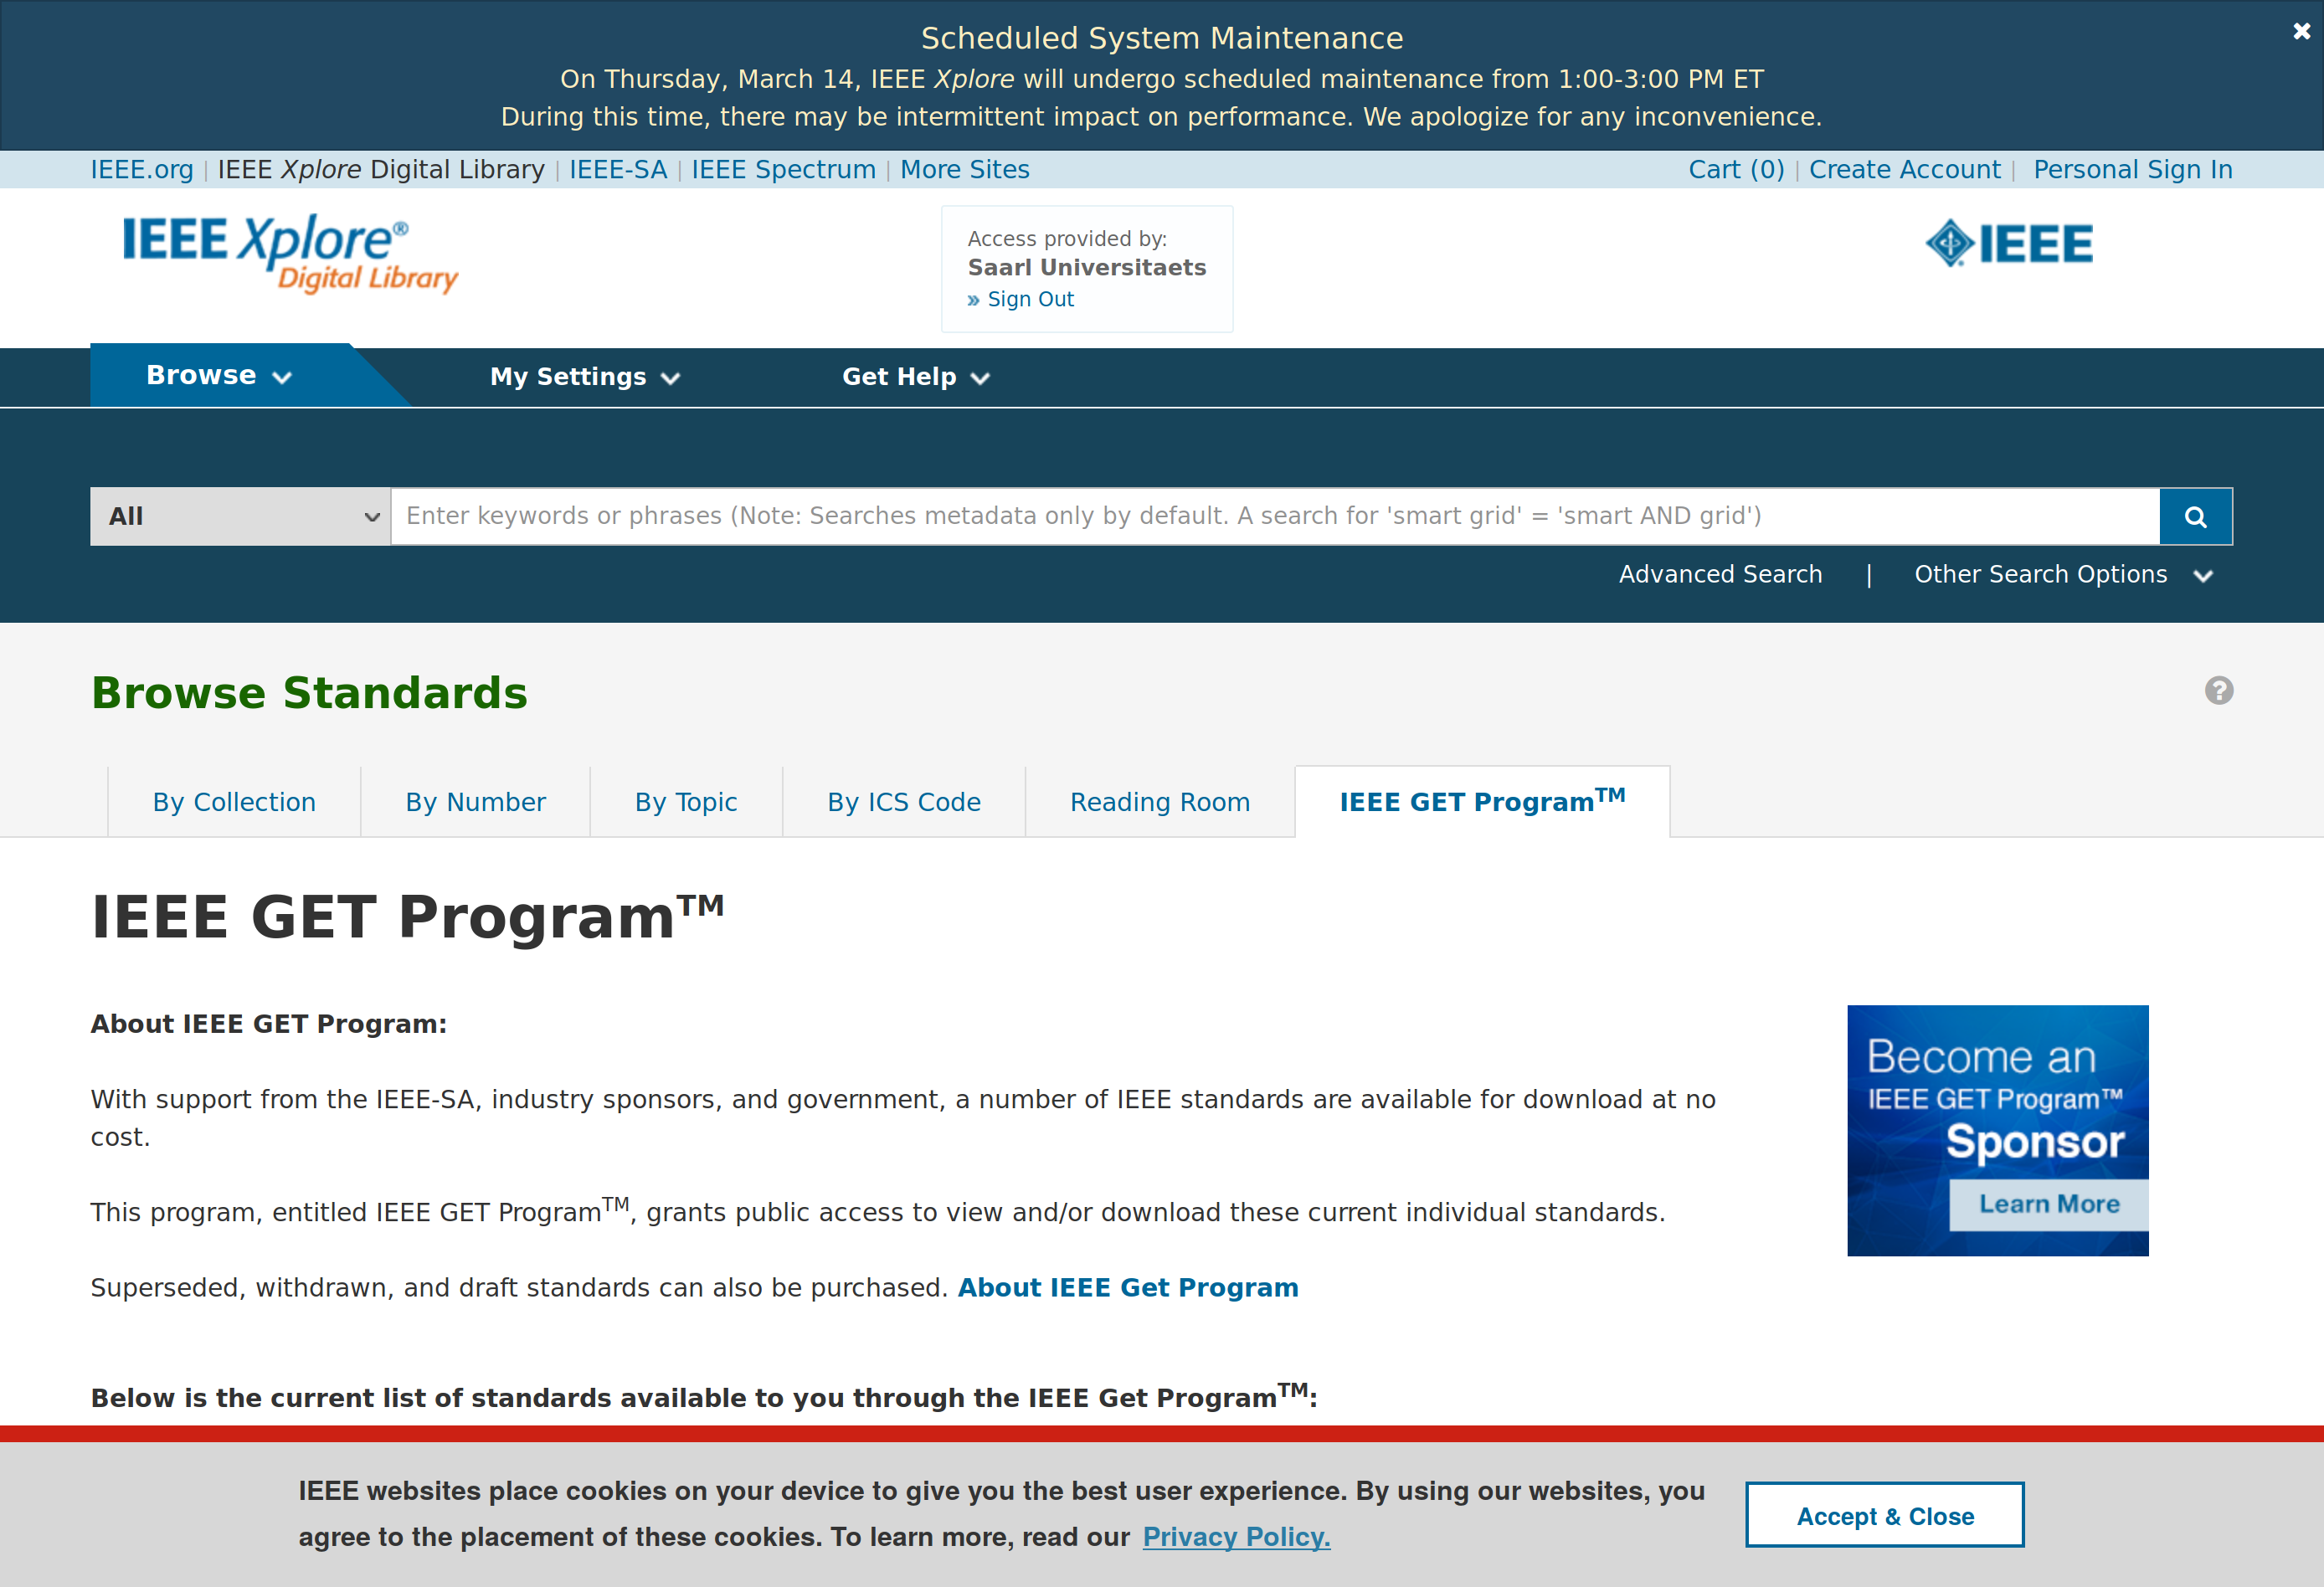 Scheduled System Maintenance
On Thursday, March 14, IEEE Xplore will undergo scheduled maintenance from 1:00-3:00 PM ET
During this time, there may be intermittent impact on performance. We apologize for any inconvenience.
IEEE.org | IEEE Xplore Digital Library | IEEE-SA | IEEE Spectrum | More Sites
Cart (0) | Create Account | Personal Sign In
IEEE Xplore®
Digital Library
Access provided by:
Saarl Universitaets
» Sign Out
IEEE
Browse
My Settings
Get Help
All
Enter keywords or phrases (Note: Searches metadata only by default. A search for 'smart grid' = 'smart AND grid')
Advanced Search | Other Search Options
Browse Standards
?
By Collection
By Number
By Topic
By ICS Code
Reading Room
IEEE GET Program™
IEEE GET Program™
About IEEE GET Program:
With support from the IEEE-SA, industry sponsors, and government, a number of IEEE standards are available for download at no
cost.
This program, entitled IEEE GET Program™, grants public access to view and/or download these current individual standards.
Superseded, withdrawn, and draft standards can also be purchased. About IEEE Get Program
Become an
IEEE GET Program™
Sponsor
Learn More
Below is the current list of standards available to you through the IEEE Get Program™:
IEEE websites place cookies on your device to give you the best user experience. By using our websites, you
agree to the placement of these cookies. To learn more, read our Privacy Policy.
Accept & Close